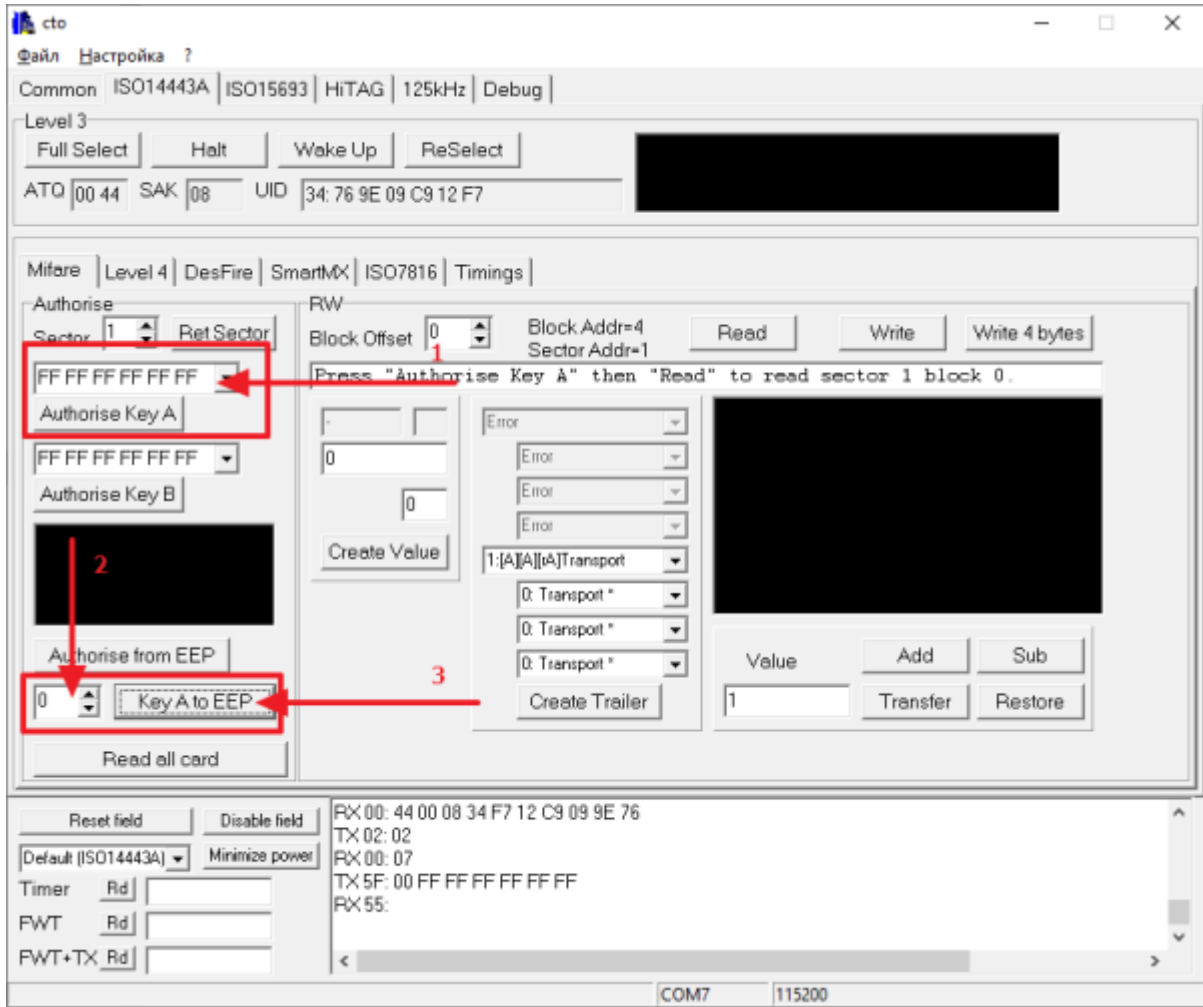 cto
Файл Настройка ?
Common ISO14443A ISO15693 HiTAG 125kHz Debug
Level 3
Full Select Halt Wake Up ReSelect
ATQ 00 44 SAK 08 UID 34: 76 9E 09 C9 12 F7
Mifare Level 4 DesFire SmartMX ISO7816 Timings
Authorise
Sector 1 Ret Sector
FF FF FF FF FF FF
Authorise Key A
FF FF FF FF FF FF
Authorise Key B
2
Authorise from EEP
0 Key A to EEP
Read all card
RW
Block Offset 0 Block Addr=4 Read Write Write 4 bytes
Sector Addr=1
1
Press "Authorise Key A" then "Read" to read sector 1 block 0.
-
0
0
Create Value
Error
Error
Error
Error
1:[A][A][rA]Transport
0: Transport *
0: Transport *
0: Transport *
3
Create Trailer
Value Add Sub
1 Transfer Restore
Reset field Disable field
Default (ISO14443A) Minimize power
Timer Rd
FWT Rd
FWT+TX Rd
RX 00: 44 00 08 34 F7 12 C9 09 9E 76
TX 02: 02
RX 00: 07
TX 5F: 00 FF FF FF FF FF FF
RX 55:
COM7 115200